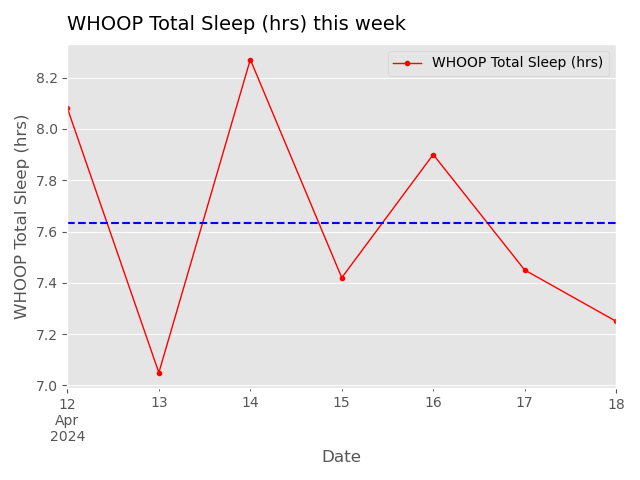 WHOOP Total Sleep (hrs) this week
WHOOP Total Sleep (hrs)
WHOOP Total Sleep (hrs)
8.2
8.0
7.8
7.6
7.4
7.2
7.0
12 13 14 15 16 17 18
Apr
2024
Date